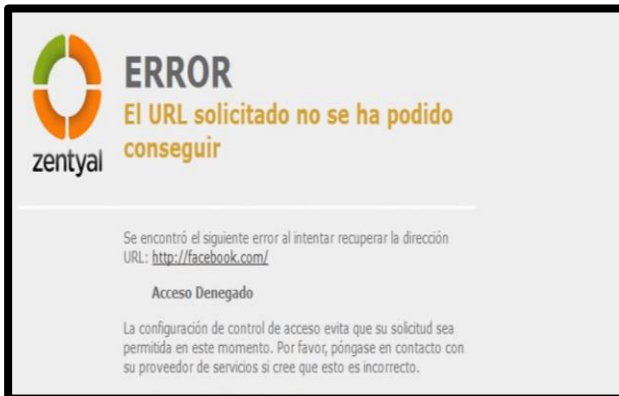 ERROR
El URL solicitado no se ha podido
conseguir
zentyal
Se encontró el siguiente error al intentar recuperar la dirección
URL: http://facebook.com/
Acceso Denegado
La configuración de control de acceso evita que su solicitud sea
permitida en este momento. Por favor, póngase en contacto con
su proveedor de servicios si cree que esto es incorrecto.